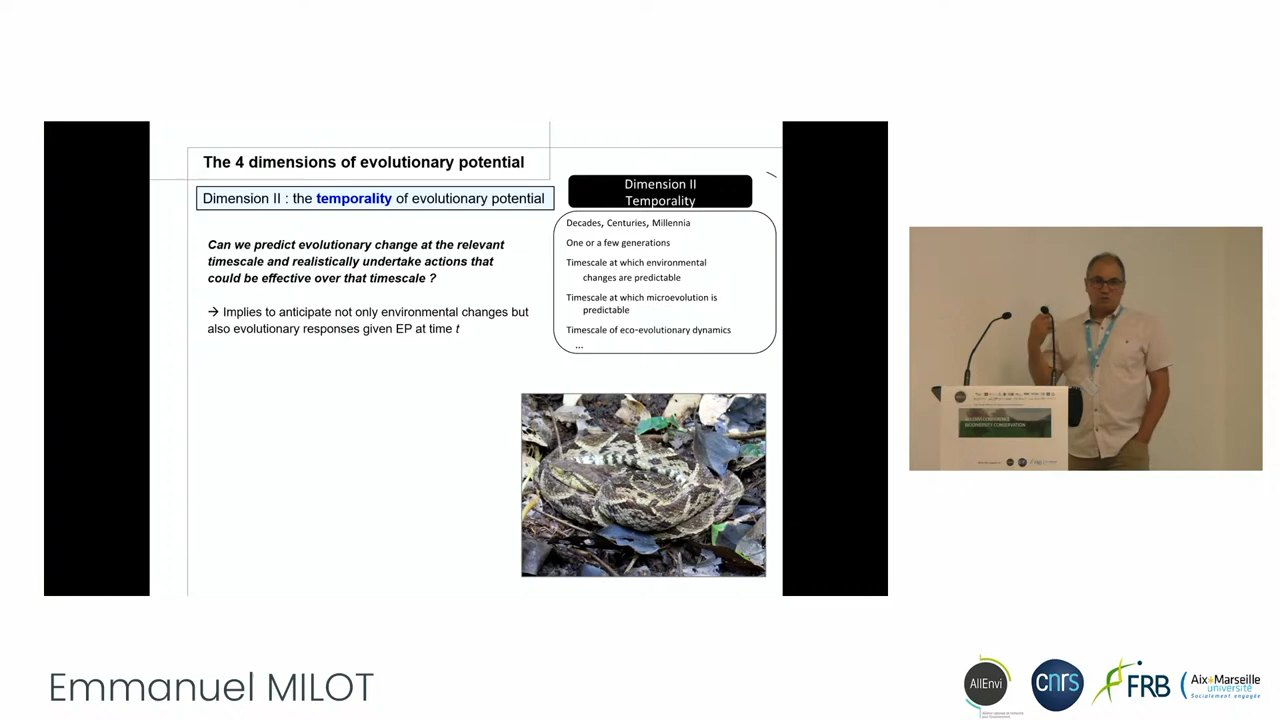 The 4 dimensions of evolutionary potential
Dimension II : the temporality of evolutionary potential
Can we predict evolutionary change at the relevant
timescale and realistically undertake actions that
could be effective over that timescale ?
→ Implies to anticipate not only environmental changes but
also evolutionary responses given EP at time t
Dimension II
Temporality
Decades, Centuries, Millennia
One or a few generations
Timescale at which environmental
changes are predictable
Timescale at which microevolution is
predictable
Timescale of eco-evolutionary dynamics
...
BIODIVERSITY CONSERVATION
Emmanuel MILOT
AllEnvi
cnrs
FRB
Aix Marseille
université
Socialement engagée